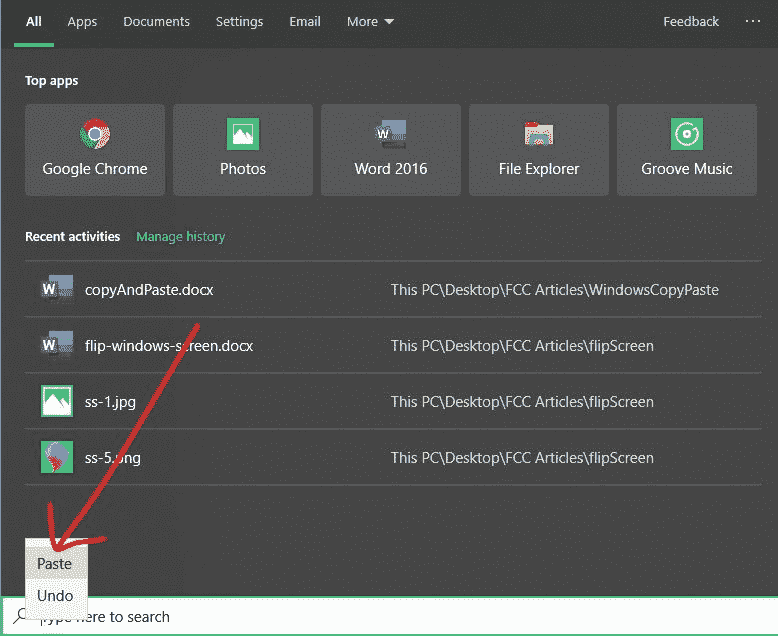 All Apps Documents Settings Email More Feedback ...
Top apps
Google Chrome Photos Word 2016 File Explorer Groove Music
Recent activities Manage history
copyAndPaste.docx This PC\Desktop\FCC Articles\WindowsCopyPaste
flip-windows-screen.docx This PC\Desktop\FCC Articles\flipScreen
ss-1.jpg This PC\Desktop\FCC Articles\flipScreen
ss-5.png This PC\Desktop\FCC Articles\flipScreen
Paste
Undo
Type here to search